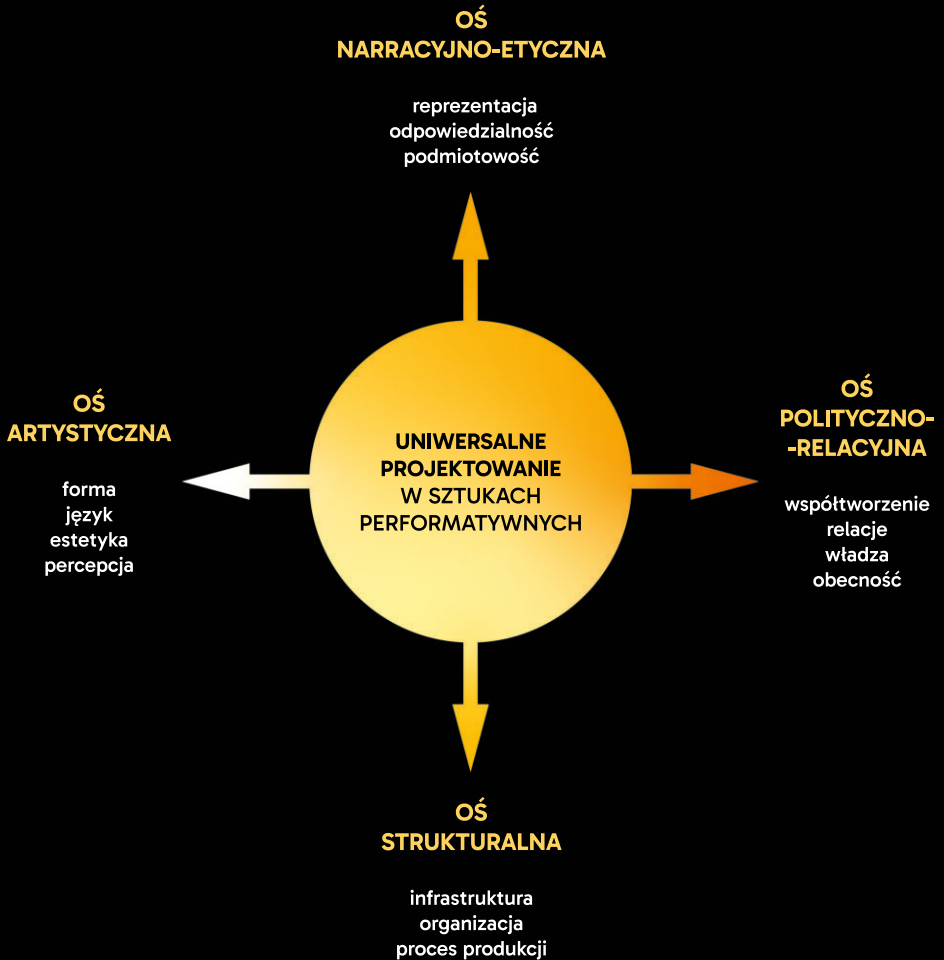 OŚ
NARRACYJNO-ETYCZNA
reprezentacja
odpowiedzialność
podmiotowość
OŚ
ARTYSTYCZNA
forma
język
estetyka
percepcja
UNIWERSALNE
PROJEKTOWANIE
W SZTUKACH
PERFORMATYWNYCH
OŚ
POLITYCZNO-
-RELACYJNA
współtworzenie
relacje
władza
obecność
OŚ
STRUKTURALNA
infrastruktura
organizacja
proces produkcji